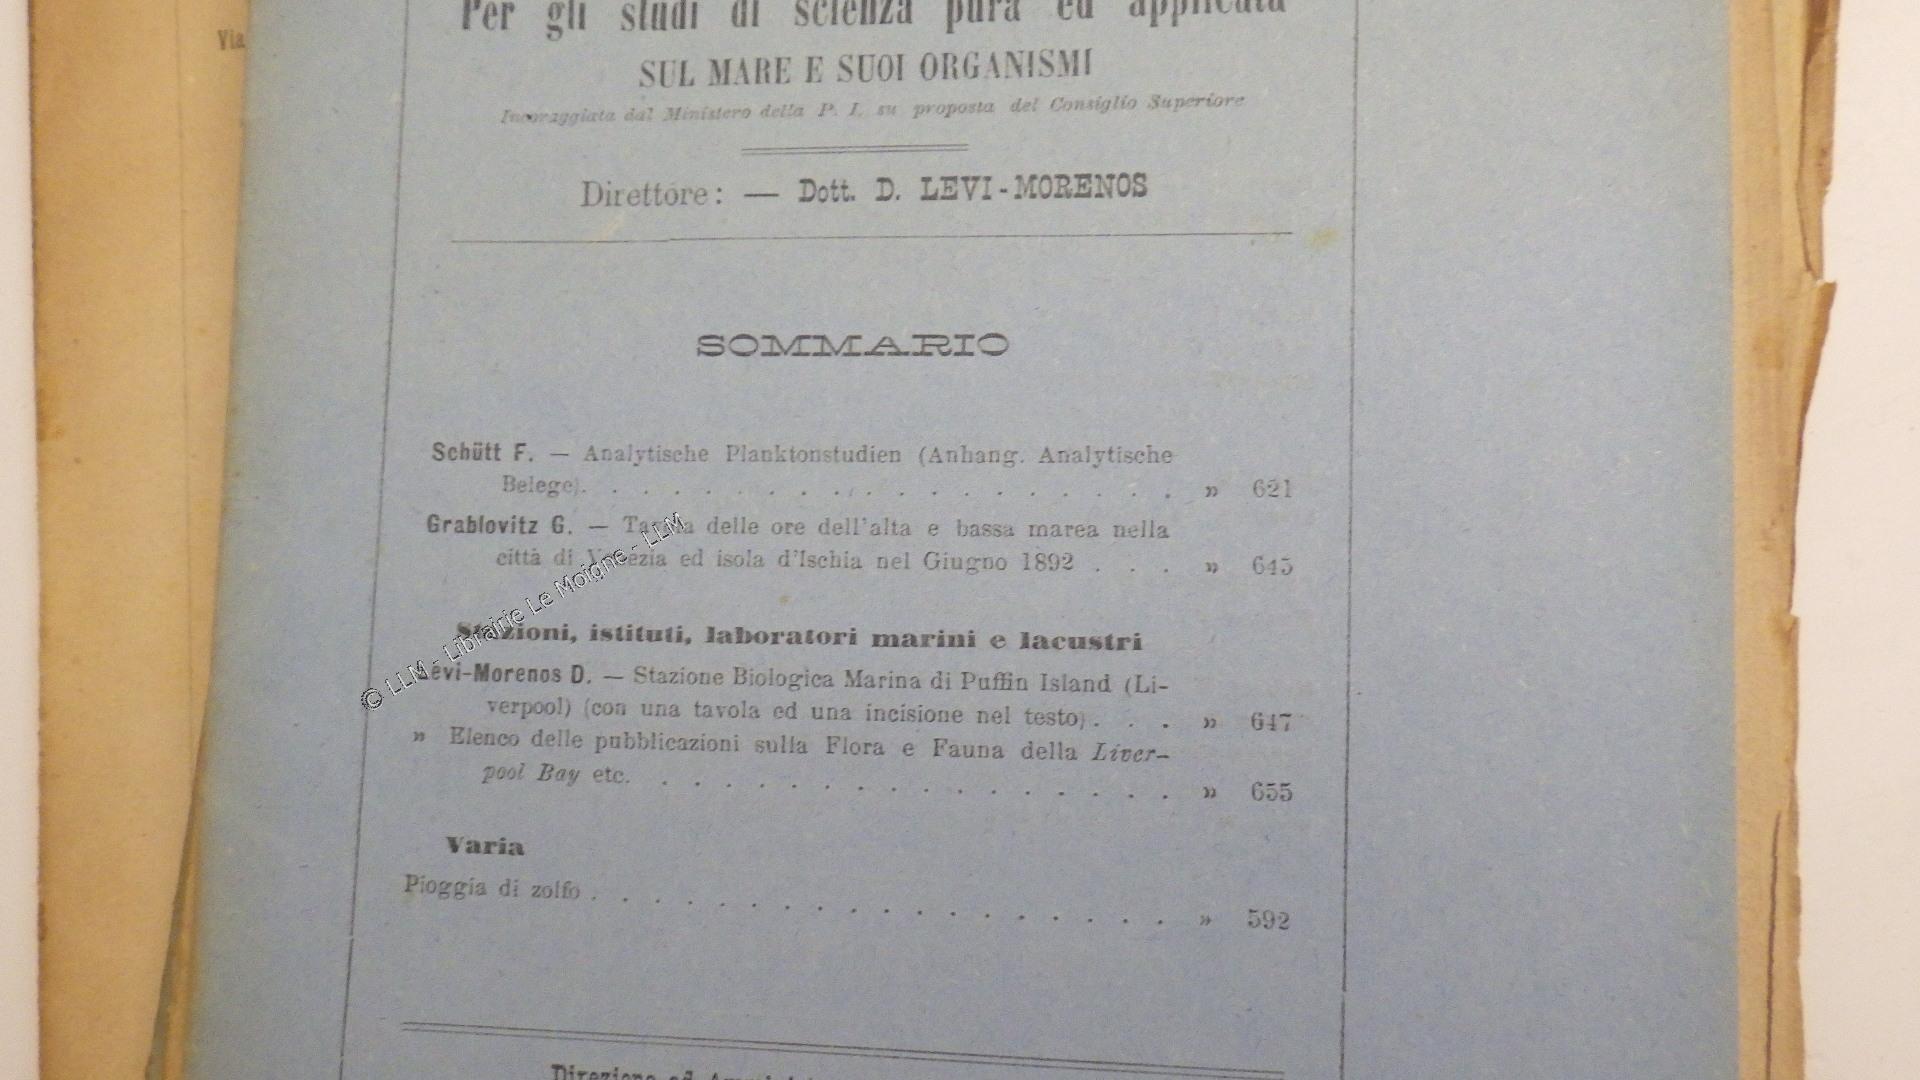 Via
Per gli studi di scienza pura ed applicata
SUL MARE E SUOI ORGANISMI
Incoraggiata dal Ministero della P. I. su proposta del Consiglio Superiore
Direttore: — Dott. D. LEVI-MORENOS
SOMMARIO
Schütt F. — Analytische Planktonstudien (Anhang. Analytische
Belege). . . . . . . . . . . . . . . . . . . . » 621
Grablovitz G. — Tavola delle ore dell'alta e bassa marea nella
città di Venezia ed isola d'Ischia nel Giugno 1892 . . . » 645
Stazioni, istituti, laboratori marini e lacustri
Levi-Morenos D. — Stazione Biologica Marina di Puffin Island (Li-
verpool) (con una tavola ed una incisione nel testo) . . . » 647
» Elenco delle pubblicazioni sulla Flora e Fauna della Liver-
pool Bay etc. . . . . . . . . . . . . . . . . . » 655
Varia
Pioggia di zolfo . . . . . . . . . . . . . . . . . . . » 592
Direzione ed
© LLM - Librairie Le Moigne - LLM